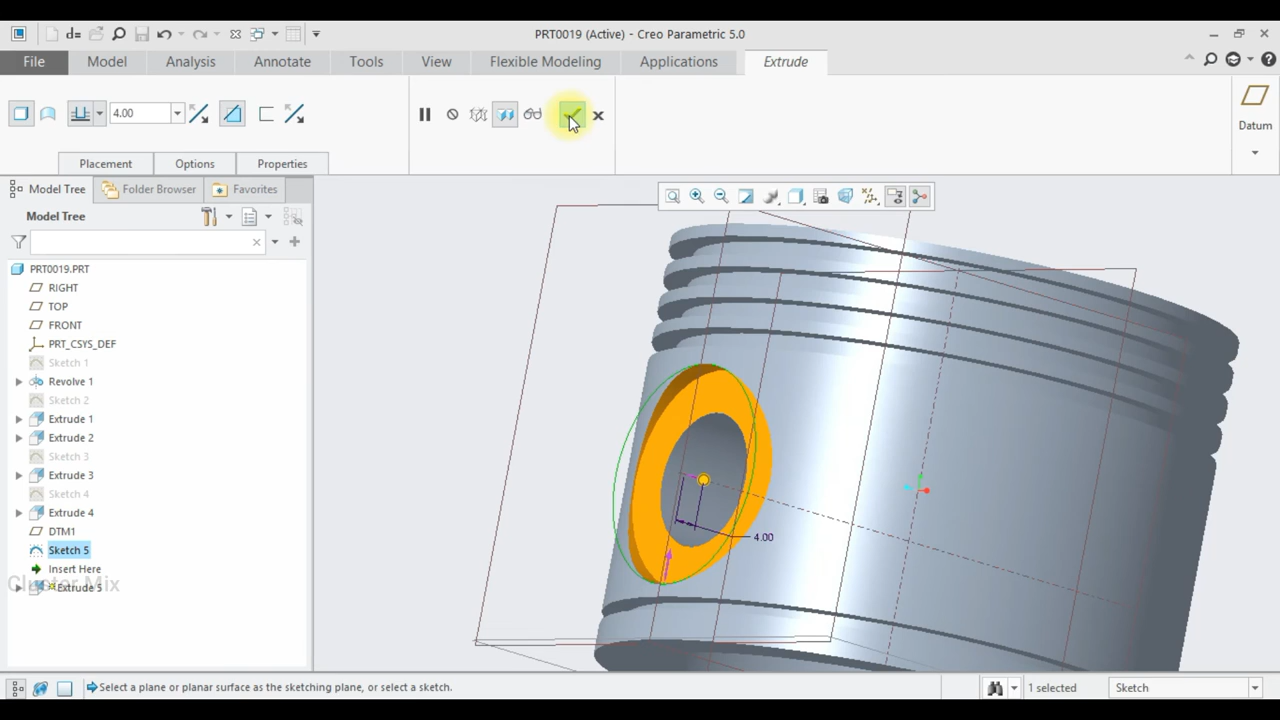 d=
PRT0019 (Active) - Creo Parametric 5.0
File Model Analysis Annotate Tools View Flexible Modeling Applications Extrude
4.00
Datum
Placement Options Properties
Model Tree Folder Browser Favorites
Model Tree
PRT0019.PRT
RIGHT
TOP
FRONT
PRT_CSYS_DEF
Sketch 1
Revolve 1
Sketch 2
Extrude 1
Extrude 2
Sketch 3
Extrude 3
Sketch 4
Extrude 4
DTM1
Sketch 5
Insert Here
Extrude 5
Cluster Mix
4.00
Select a plane or planar surface as the sketching plane, or select a sketch.
1 selected
Sketch